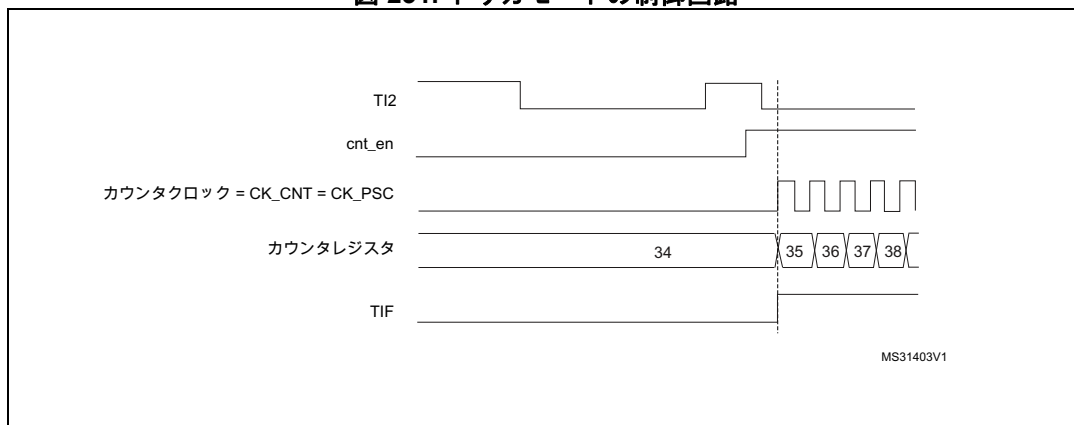 TI2
cnt_en
カウンタクロック = CK_CNT = CK_PSC
カウンタレジスタ 34 35 36 37 38
TIF
MS31403V1